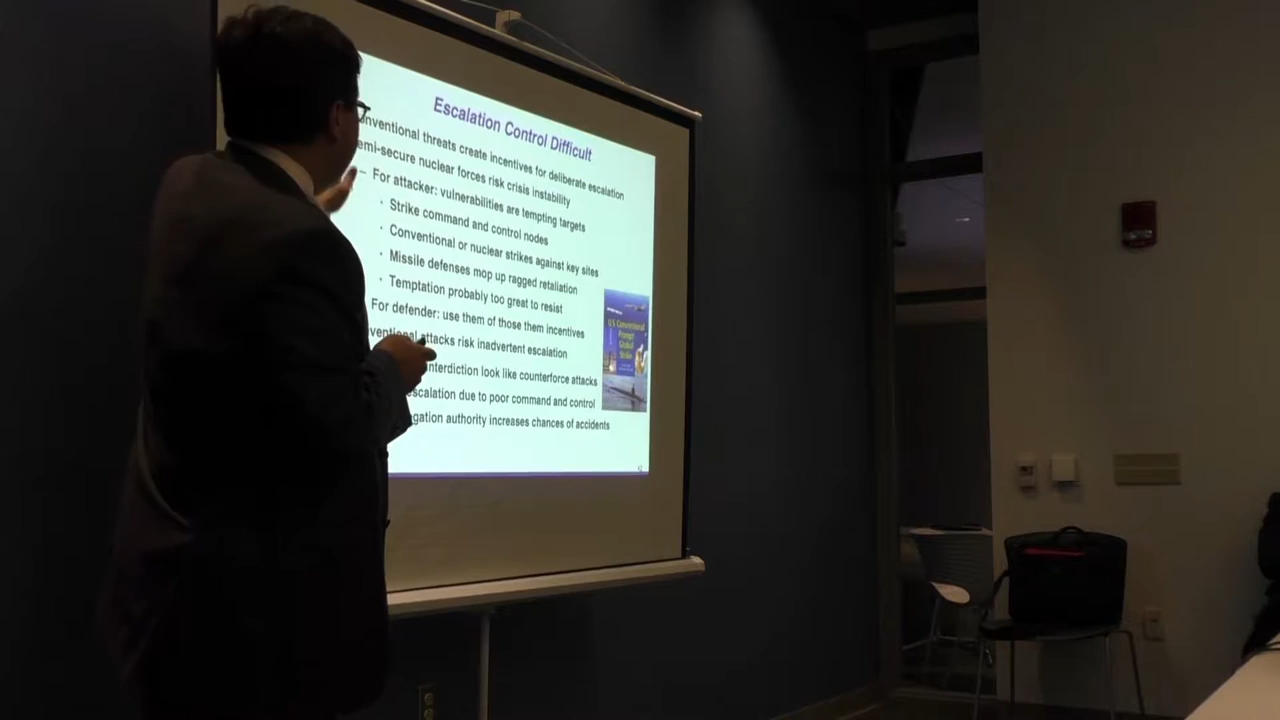 Escalation Control Difficult
onventional threats create incentives for deliberate escalation
emi-secure nuclear forces risk crisis instability
– For attacker: vulnerabilities are tempting targets
· Strike command and control nodes
· Conventional or nuclear strikes against key sites
· Missile defenses mop up ragged retaliation
· Temptation probably too great to resist
For defender: use them of those them incentives
ventional attacks risk inadvertent escalation
nterdiction look like counterforce attacks
escalation due to poor command and control
gation authority increases chances of accidents
U.S Conventional
Prompt
Global
Strike